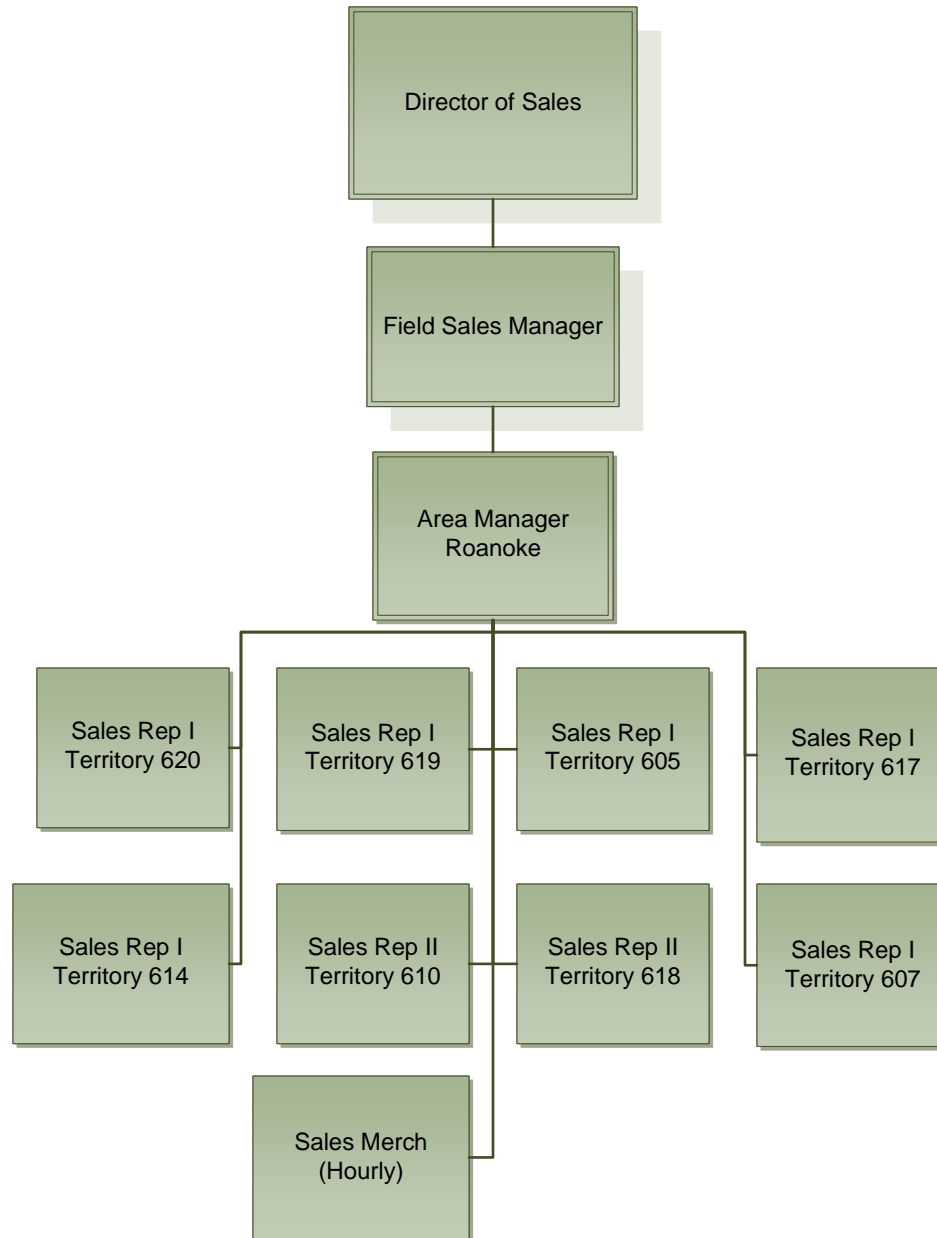 Director of Sales
Field Sales Manager
Area Manager
Roanoke
Sales Rep I
Territory 620
Sales Rep I
Territory 619
Sales Rep I
Territory 605
Sales Rep I
Territory 617
Sales Rep I
Territory 614
Sales Rep II
Territory 610
Sales Rep II
Territory 618
Sales Rep I
Territory 607
Sales Merch
(Hourly)